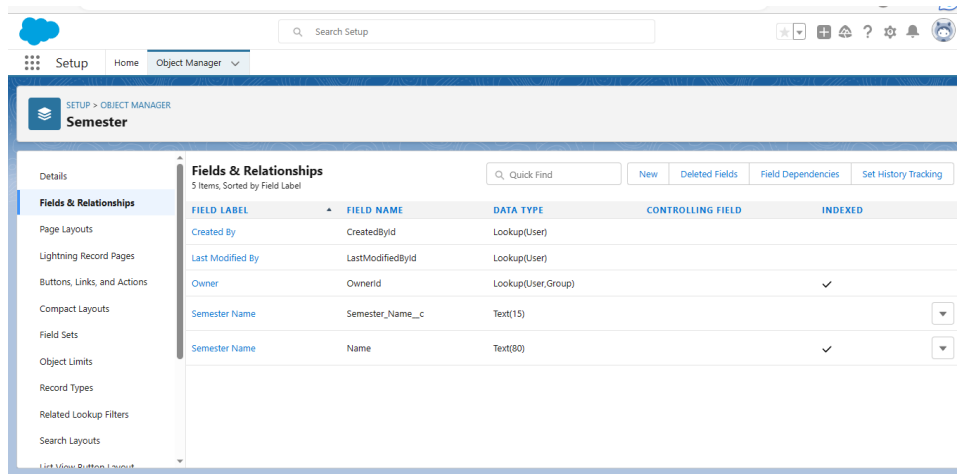 Search Setup
Setup Home Object Manager
SETUP > OBJECT MANAGER
Semester
Details
Fields & Relationships
Page Layouts
Lightning Record Pages
Buttons, Links, and Actions
Compact Layouts
Field Sets
Object Limits
Record Types
Related Lookup Filters
Search Layouts
List View Button Layout
Fields & Relationships
5 Items, Sorted by Field Label
Quick Find
New Deleted Fields Field Dependencies Set History Tracking
FIELD LABEL FIELD NAME DATA TYPE CONTROLLING FIELD INDEXED
Created By CreatedById Lookup(User)
Last Modified By LastModifiedById Lookup(User)
Owner OwnerId Lookup(User,Group)
Semester Name Semester_Name__c Text(15)
Semester Name Name Text(80)